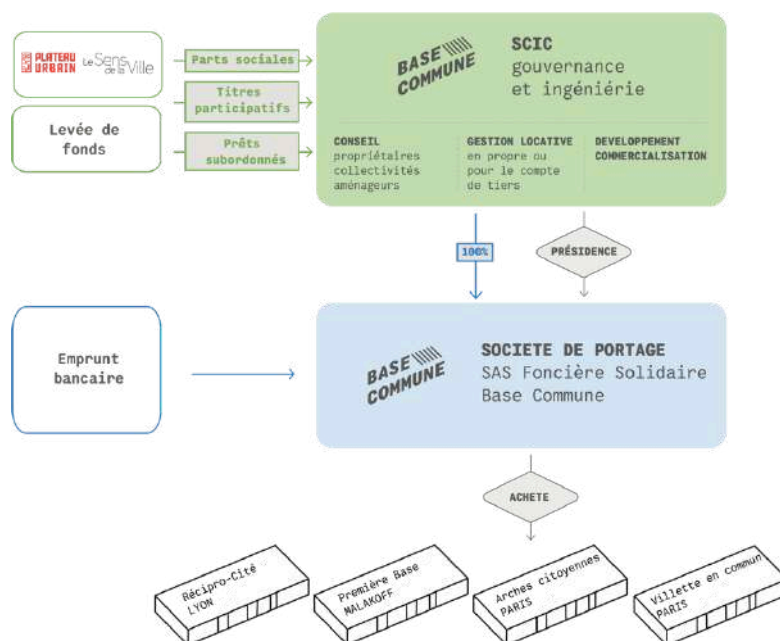 PLATEAU
URBAIN
Le Sens
de la Ville
Parts sociales
Titres
participatifs
Levée de
fonds
Prêts
subordonnés
BASE
COMMUNE
SCIC
gouvernance
et ingéniérie
CONSEIL
propriétaires
collectivités
aménageurs
GESTION LOCATIVE
en propre ou
pour le compte
de tiers
DEVELOPPEMENT
COMMERCIALISATION
100%
PRÉSIDENCE
Emprunt
bancaire
BASE
COMMUNE
SOCIETE DE PORTAGE
SAS Foncière Solidaire
Base Commune
ACHETE
Récipro-Cité
LYON
Première Base
MALAKOFF
Arches citoyennes
PARIS
Villette en commun
PARIS